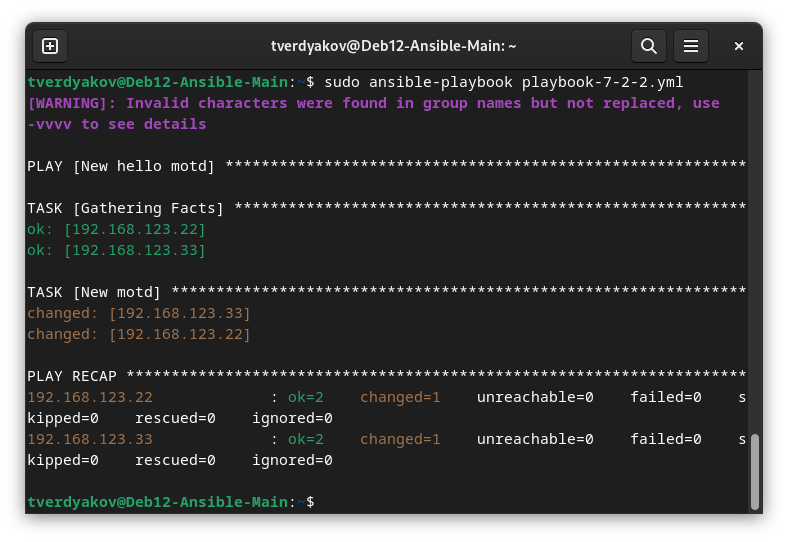 tverdyakov@Deb12-Ansible-Main: ~
tverdyakov@Deb12-Ansible-Main:~$ sudo ansible-playbook playbook-7-2-2.yml
[WARNING]: Invalid characters were found in group names but not replaced, use
-vvvv to see details
PLAY [New hello motd] **********************************************************
TASK [Gathering Facts] *********************************************************
ok: [192.168.123.22]
ok: [192.168.123.33]
TASK [New motd] ****************************************************************
changed: [192.168.123.33]
changed: [192.168.123.22]
PLAY RECAP *********************************************************************
192.168.123.22             : ok=2    changed=1    unreachable=0    failed=0    s
kipped=0    rescued=0    ignored=0
192.168.123.33             : ok=2    changed=1    unreachable=0    failed=0    s
kipped=0    rescued=0    ignored=0
tverdyakov@Deb12-Ansible-Main:~$